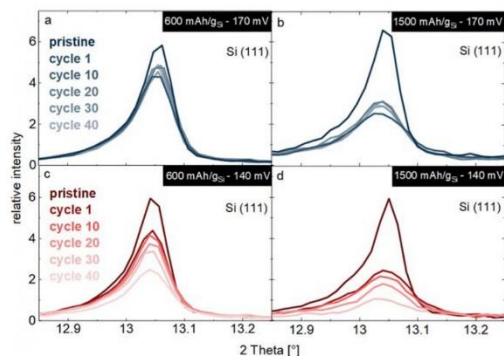 a
600 mAh/gSi - 170 mV
b
1500 mAh/gSi - 170 mV
Si (111)
Si (111)
pristine
cycle 1
cycle 10
cycle 20
cycle 30
cycle 40
6
4
2
0
relative intensity
c
600 mAh/gSi - 140 mV
d
1500 mAh/gSi - 140 mV
Si (111)
Si (111)
pristine
cycle 1
cycle 10
cycle 20
cycle 30
cycle 40
6
4
2
0
12.9 13 13.1 13.2 12.9 13 13.1 13.2
2 Theta [°]